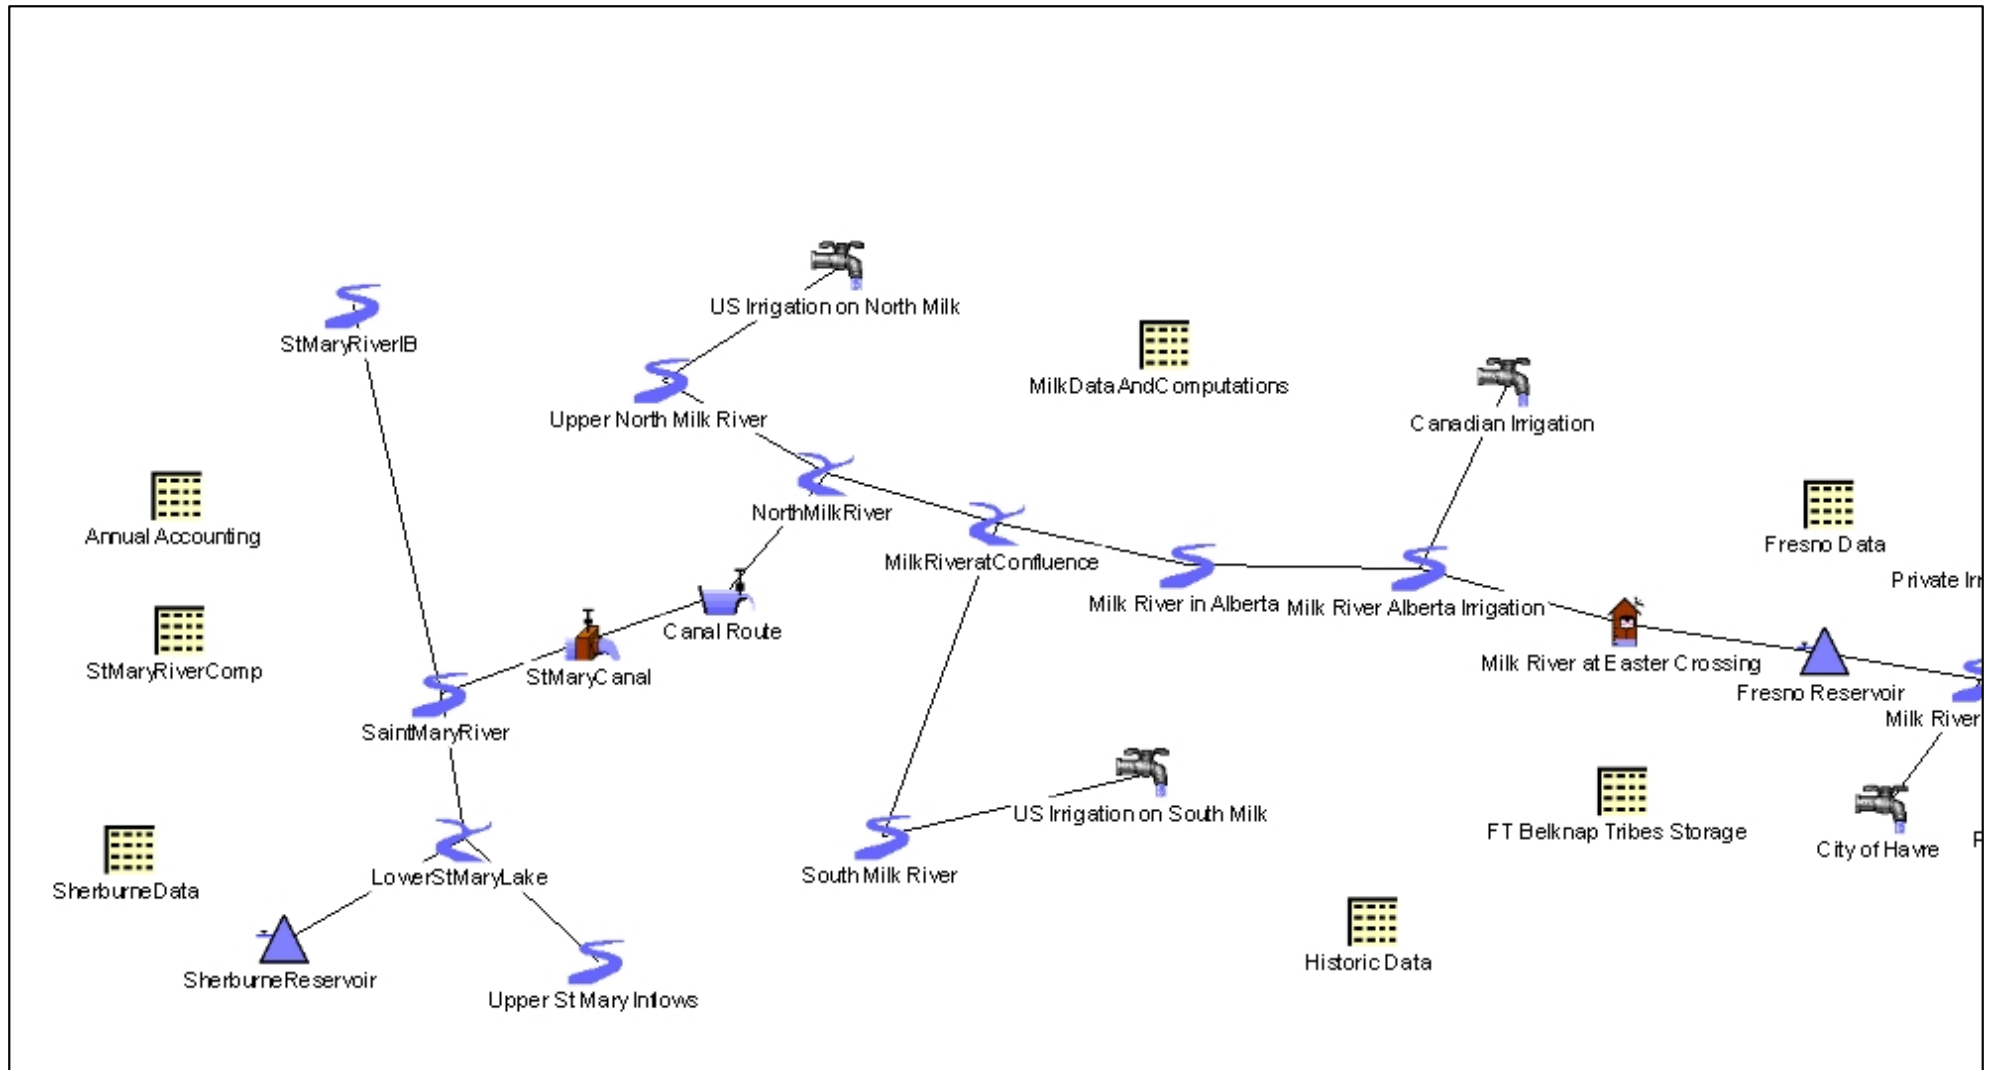 US Irrigation on North Milk
StMaryRiverIB
MilkDataAndComputations
Upper North Milk River
Canadian Irrigation
NorthMilkRiver
Annual Accounting
Fresno Data
MilkRiveratConfluence
Private Irr
Milk River in Alberta
Milk River Alberta Irrigation
Canal Route
StMaryRiverComp
StMaryCanal
Milk River at Easter Crossing
Fresno Reservoir
Milk River
SaintMaryRiver
US Irrigation on South Milk
FT Belknap Tribes Storage
City of Havre
SherburneData
LowerStMaryLake
South Milk River
Historic Data
SherburneReservoir
Upper St Mary Inflows